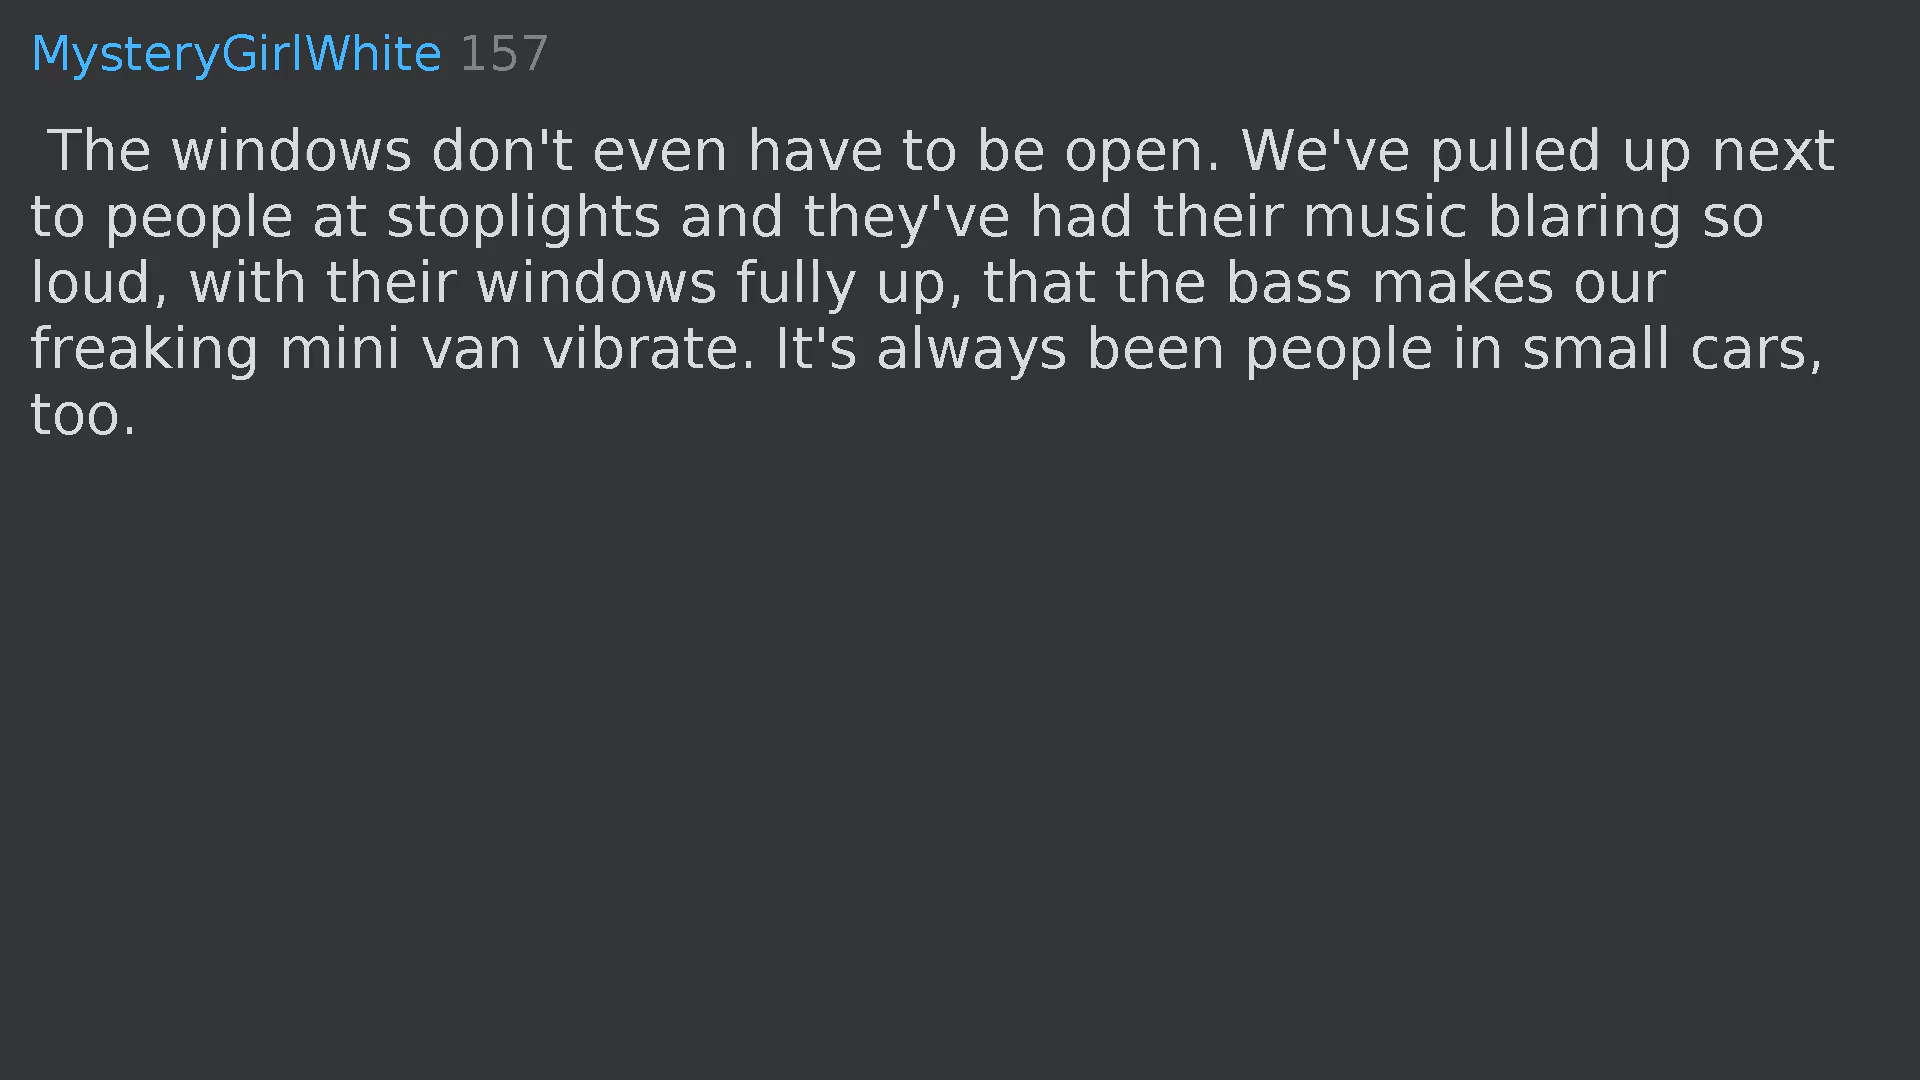 MysteryGirlWhite 157
The windows don't even have to be open. We've pulled up next
to people at stoplights and they've had their music blaring so
loud, with their windows fully up, that the bass makes our
freaking mini van vibrate. It's always been people in small cars,
too.